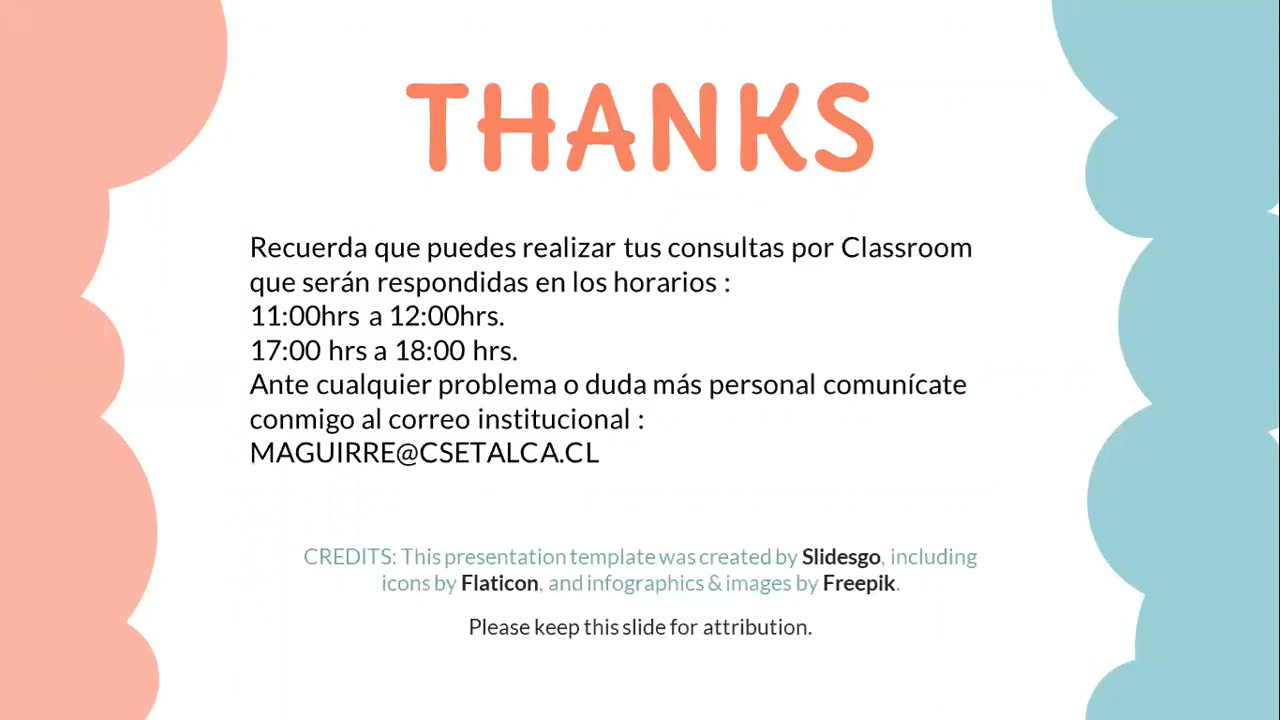 THANKS
Recuerda que puedes realizar tus consultas por Classroom
que serán respondidas en los horarios :
11:00hrs a 12:00hrs.
17:00 hrs a 18:00 hrs.
Ante cualquier problema o duda más personal comunícate
conmigo al correo institucional :
MAGUIRRE@CSETALCA.CL
CREDITS: This presentation template was created by Slidesgo, including
icons by Flaticon, and infographics & images by Freepik.
Please keep this slide for attribution.